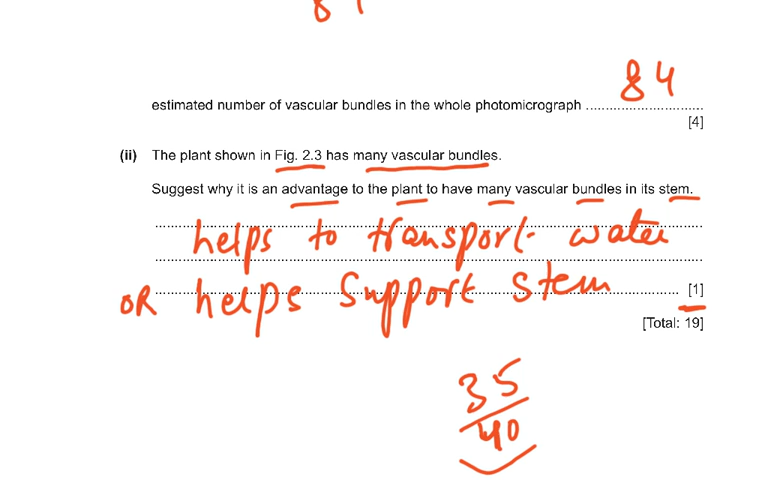 84
estimated number of vascular bundles in the whole photomicrograph
[4]
(ii) The plant shown in Fig. 2.3 has many vascular bundles.
Suggest why it is an advantage to the plant to have many vascular bundles in its stem.
helps to transport water
OR helps Support Stem [1]
[Total: 19]
35
40